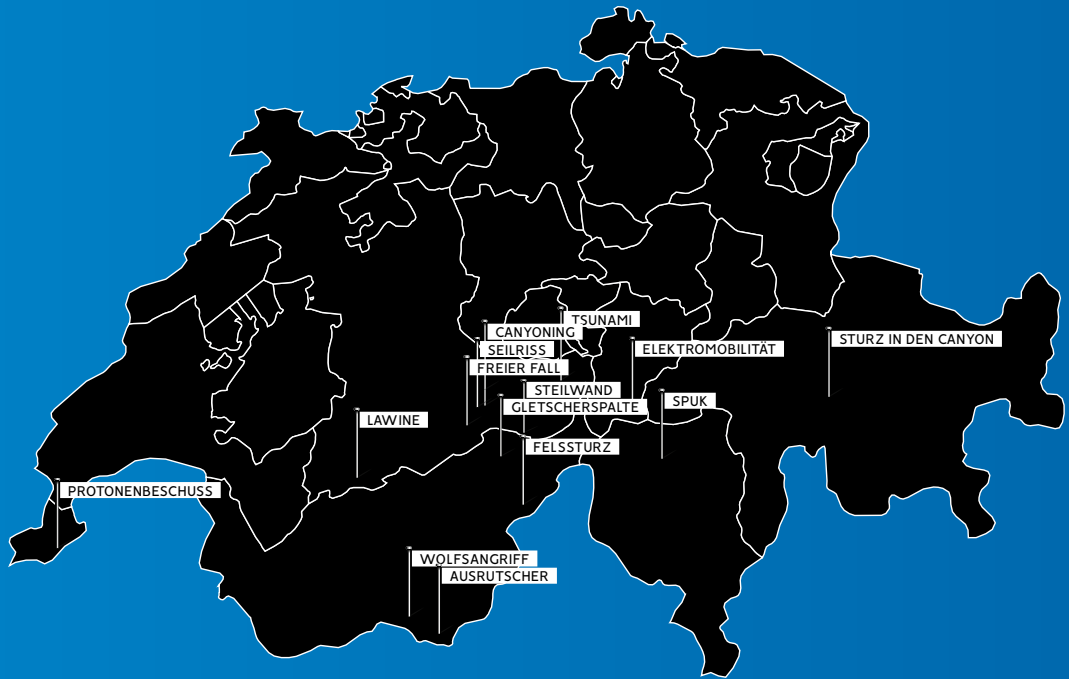 TSUNAMI
CANYONING
STURZ IN DEN CANYON
SEILRISS
ELEKTROMOBILITÄT
FREIER FALL
STEILWAND
SPUK
GLETSCHERSPALTE
LAWINE
FELSSTURZ
PROTONENBESCHUSS
WOLFSANGRIFF
AUSRUTSCHER